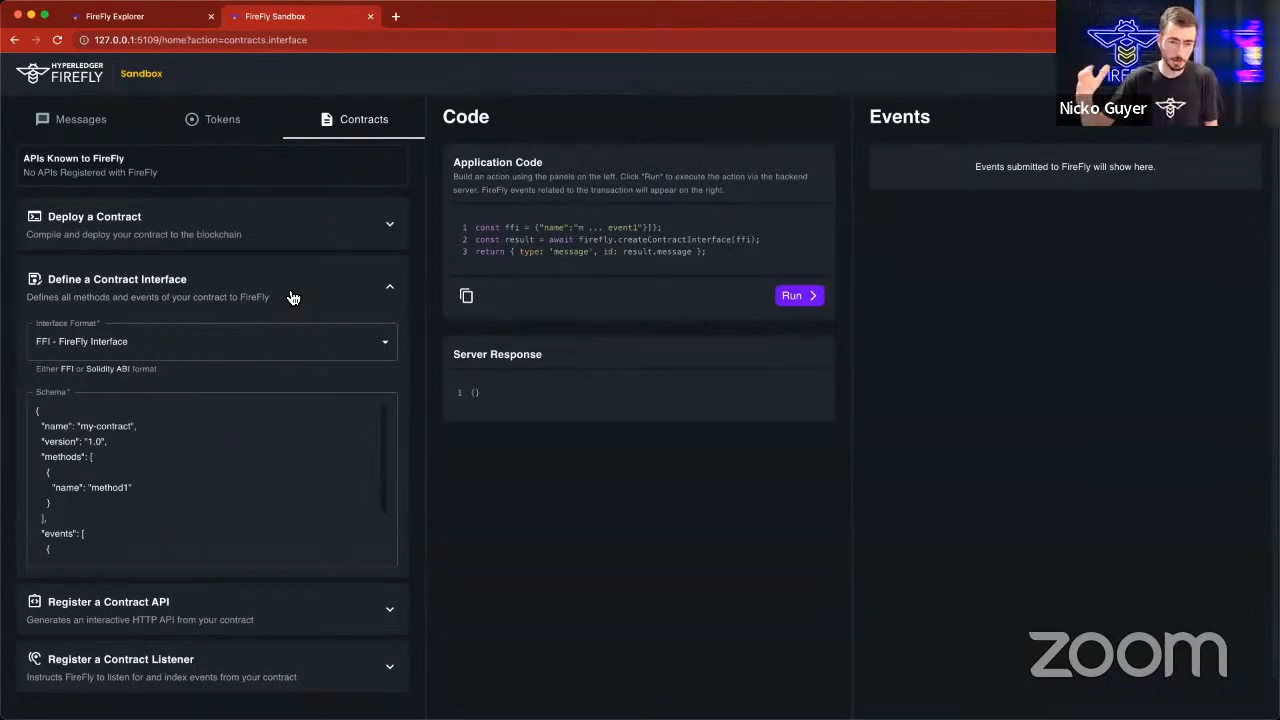 FireFly Explorer
FireFly Sandbox
127.0.0.1:5109/home?action=contracts.interface
HYPERLEDGER
FIREFLY
Sandbox
Nicko Guyer
Messages
Tokens
Contracts
APIs Known to FireFly
No APIs Registered with FireFly
Deploy a Contract
Compile and deploy your contract to the blockchain
Define a Contract Interface
Defines all methods and events of your contract to FireFly
Interface Format*
FFI - FireFly Interface
Either FFI or Solidity ABI format
Schema*
{
"name": "my-contract",
"version": "1.0",
"methods": [
{
"name": "method1"
}
],
"events": [
{
Register a Contract API
Generates an interactive HTTP API from your contract
Register a Contract Listener
Instructs FireFly to listen for and index events from your contract
Code
Application Code
Build an action using the panels on the left. Click "Run" to execute the action via the backend
server. FireFly events related to the transaction will appear on the right.
1 const ffi = {"name":"m ... event1"}]};
2 const result = await firefly.createContractInterface(ffi);
3 return { type: 'message', id: result.message };
Run
Server Response
1 {}
Events
Events submitted to FireFly will show here.
zoom